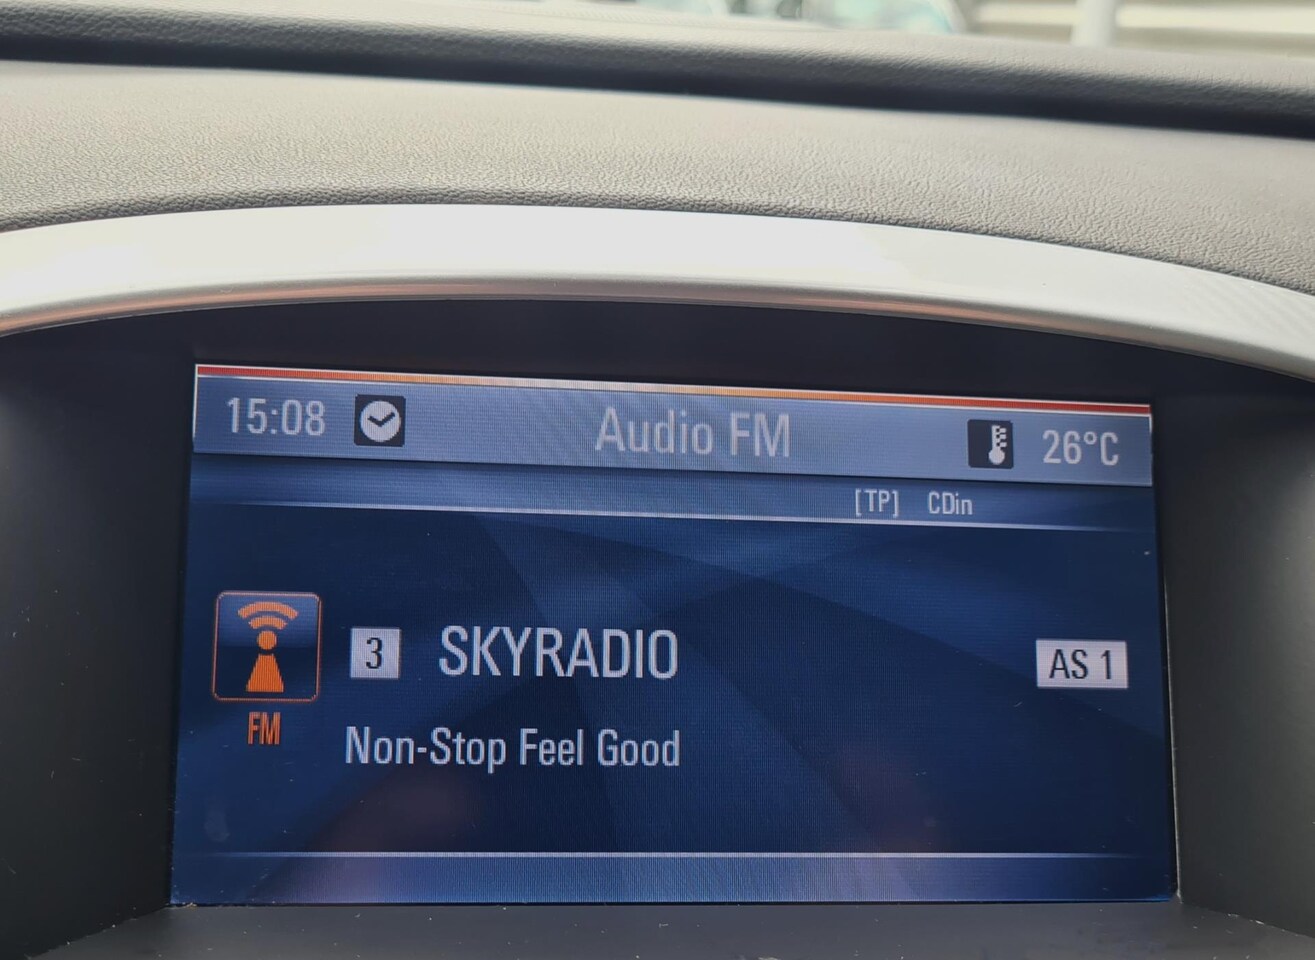 15:08 Audio FM 26°C
[TP] CDin
3 SKYRADIO AS 1
FM
Non-Stop Feel Good